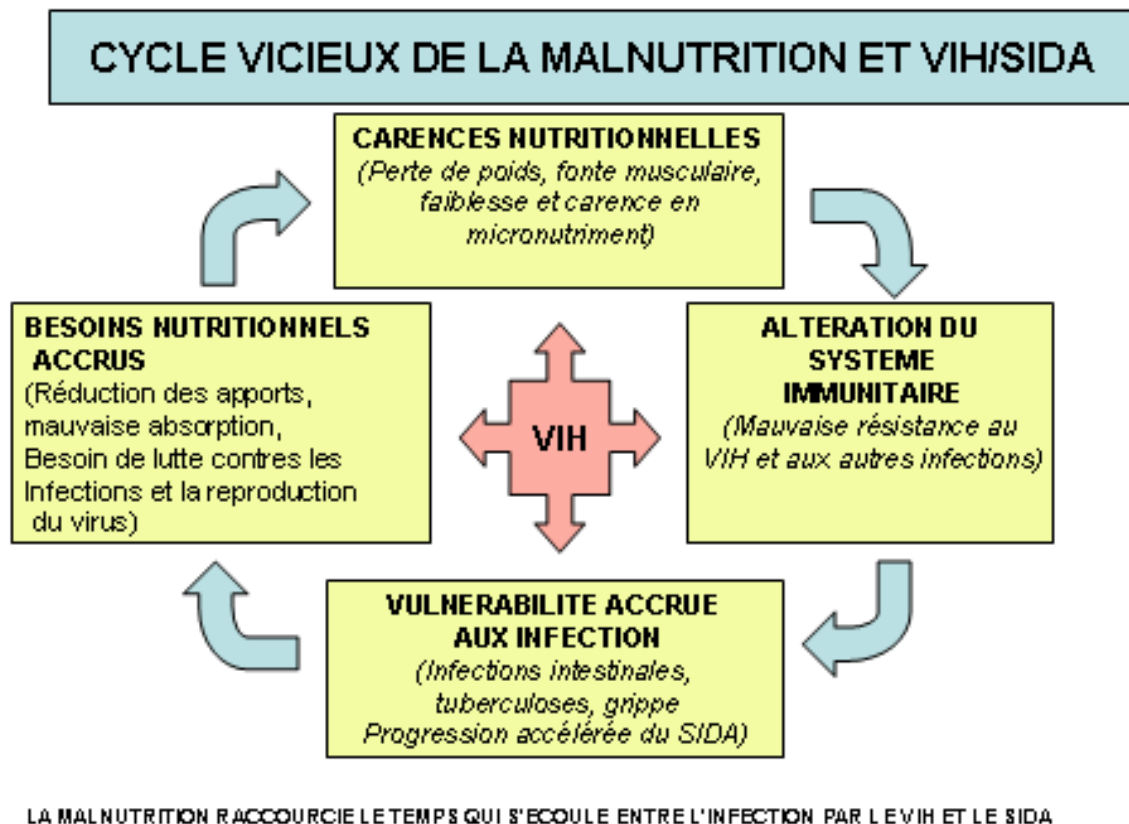 CYCLE VICIEUX DE LA MALNUTRITION ET VIH/SIDA
CARENCES NUTRITIONNELLES
(Perte de poids, fonte musculaire,
faiblesse et carence en
micronutriment)
BESOINS NUTRITIONNELS
ACCRUS
(Réduction des apports,
mauvaise absorption,
Besoin de lutte contres les
Infections et la reproduction
du virus)
VIH
ALTERATION DU
SYSTEME
IMMUNITAIRE
(Mauvaise résistance au
VIH et aux autres infections)
VULNERABILITE ACCRUE
AUX INFECTION
(Infections intestinales,
tuberculoses, grippe
Progression accélérée du SIDA)
LA MALNUTRITION RACCOURCIE LE TEMPS QUI S'ECOULE ENTRE L'INFECTION PAR LE VIH ET LE SIDA